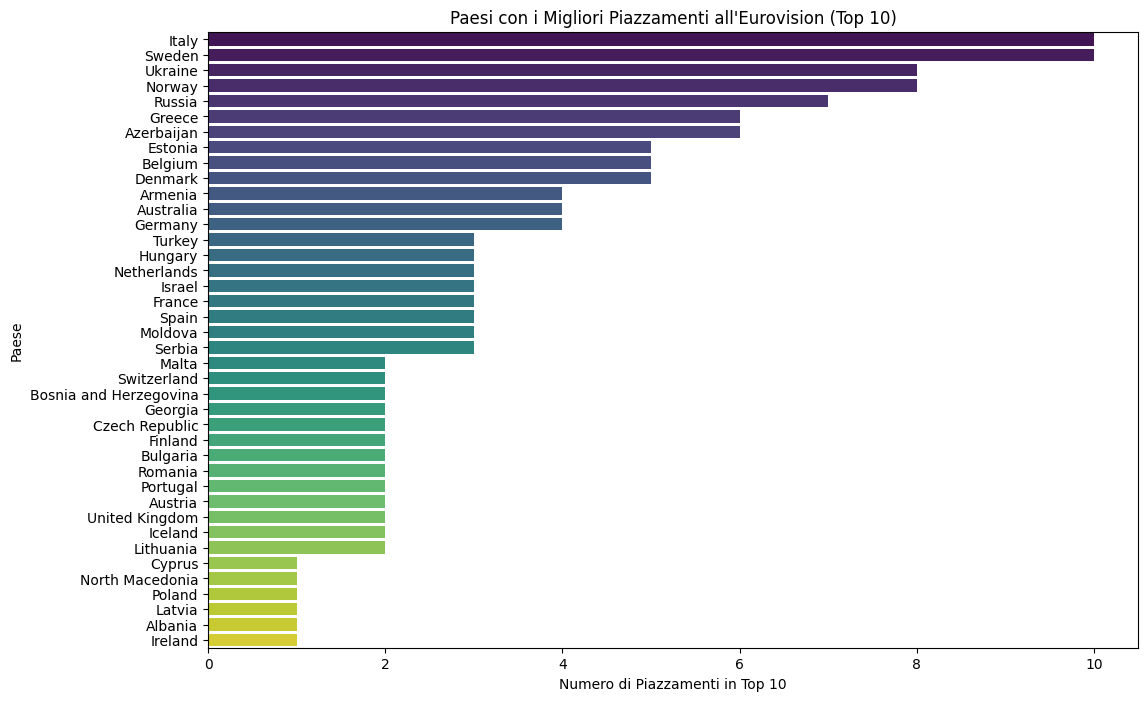 Paesi con i Migliori Piazzamenti all'Eurovision (Top 10)
Paese
Italy
Sweden
Ukraine
Norway
Russia
Greece
Azerbaijan
Estonia
Belgium
Denmark
Armenia
Australia
Germany
Turkey
Hungary
Netherlands
Israel
France
Spain
Moldova
Serbia
Malta
Switzerland
Bosnia and Herzegovina
Georgia
Czech Republic
Finland
Bulgaria
Romania
Portugal
Austria
United Kingdom
Iceland
Lithuania
Cyprus
North Macedonia
Poland
Latvia
Albania
Ireland
0 2 4 6 8 10
Numero di Piazzamenti in Top 10